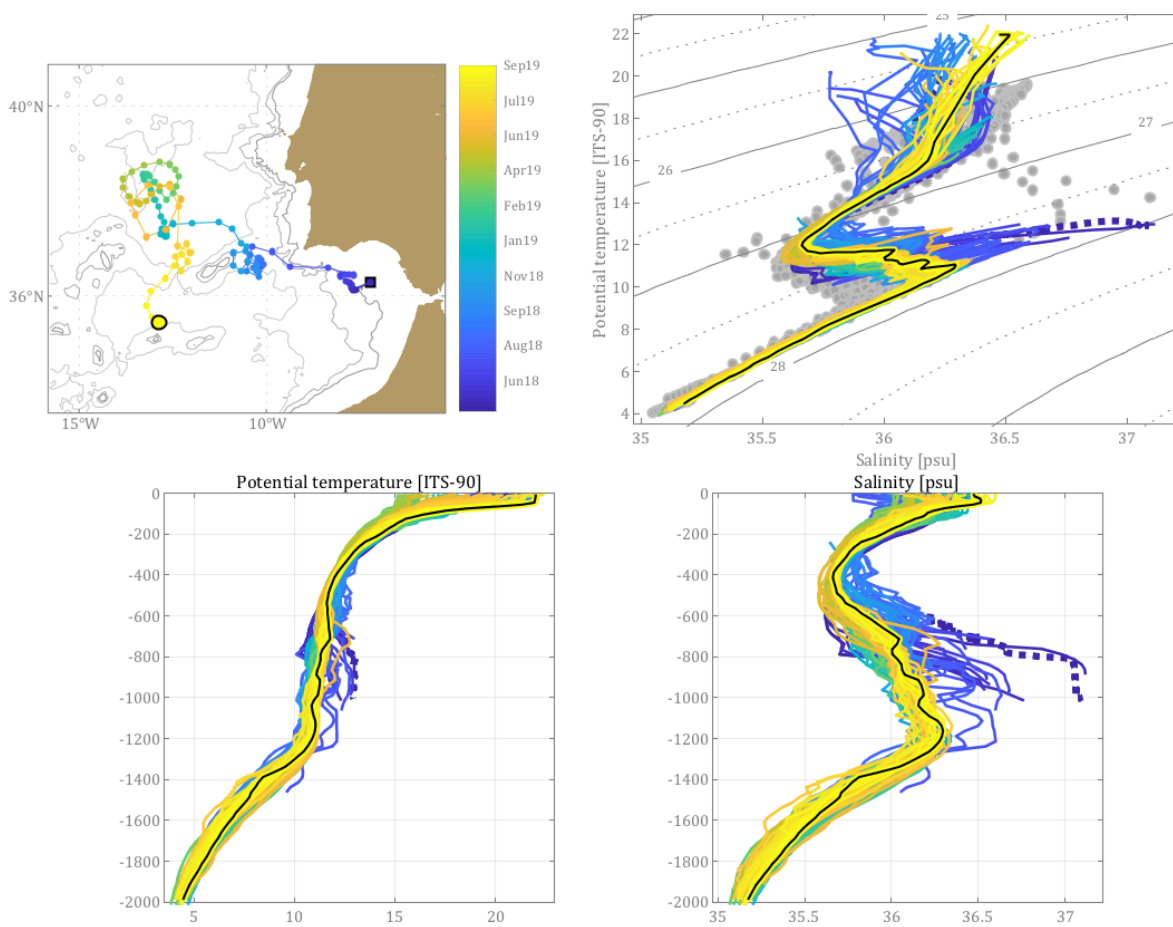 40°N
36°N
15°W
10°W
Sep19
Jul19
Jun19
Apr19
Feb19
Jan19
Nov18
Sep18
Aug18
Jun18
Potential temperature [ITS-90]
22
20
18
16
14
12
10
8
6
4
25
26
27
28
35
35.5
36
36.5
37
Salinity [psu]
Potential temperature [ITS-90]
0
-200
-400
-600
-800
-1000
-1200
-1400
-1600
-1800
-2000
5
10
15
20
Salinity [psu]
0
-200
-400
-600
-800
-1000
-1200
-1400
-1600
-1800
-2000
35
35.5
36
36.5
37